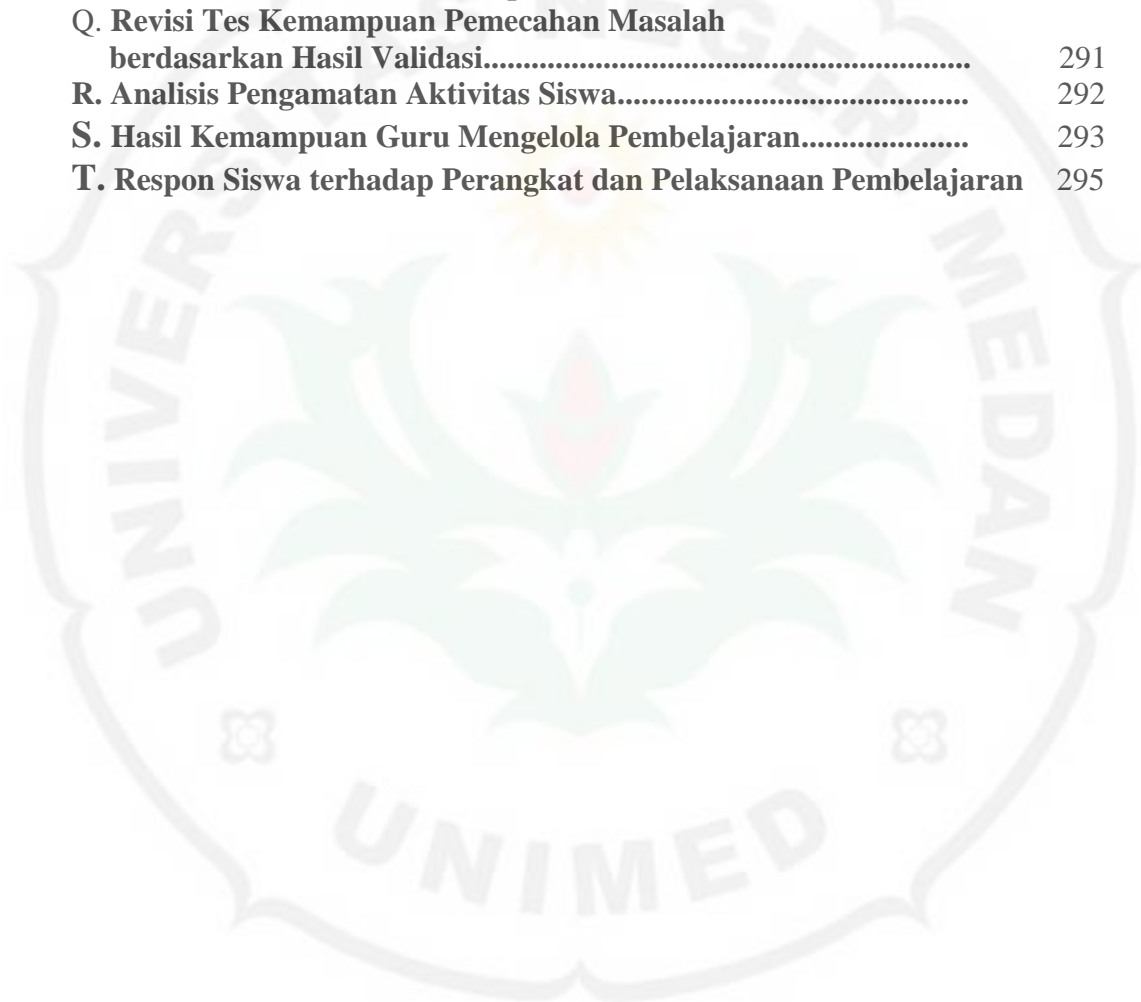 Q. Revisi Tes Kemampuan Pemecahan Masalah
berdasarkan Hasil Validasi............................................................. 291
R. Analisis Pengamatan Aktivitas Siswa............................................ 292
S. Hasil Kemampuan Guru Mengelola Pembelajaran..................... 293
T. Respon Siswa terhadap Perangkat dan Pelaksanaan Pembelajaran 295
UNIVERSITAS NEGERI MEDAN
UNIMED